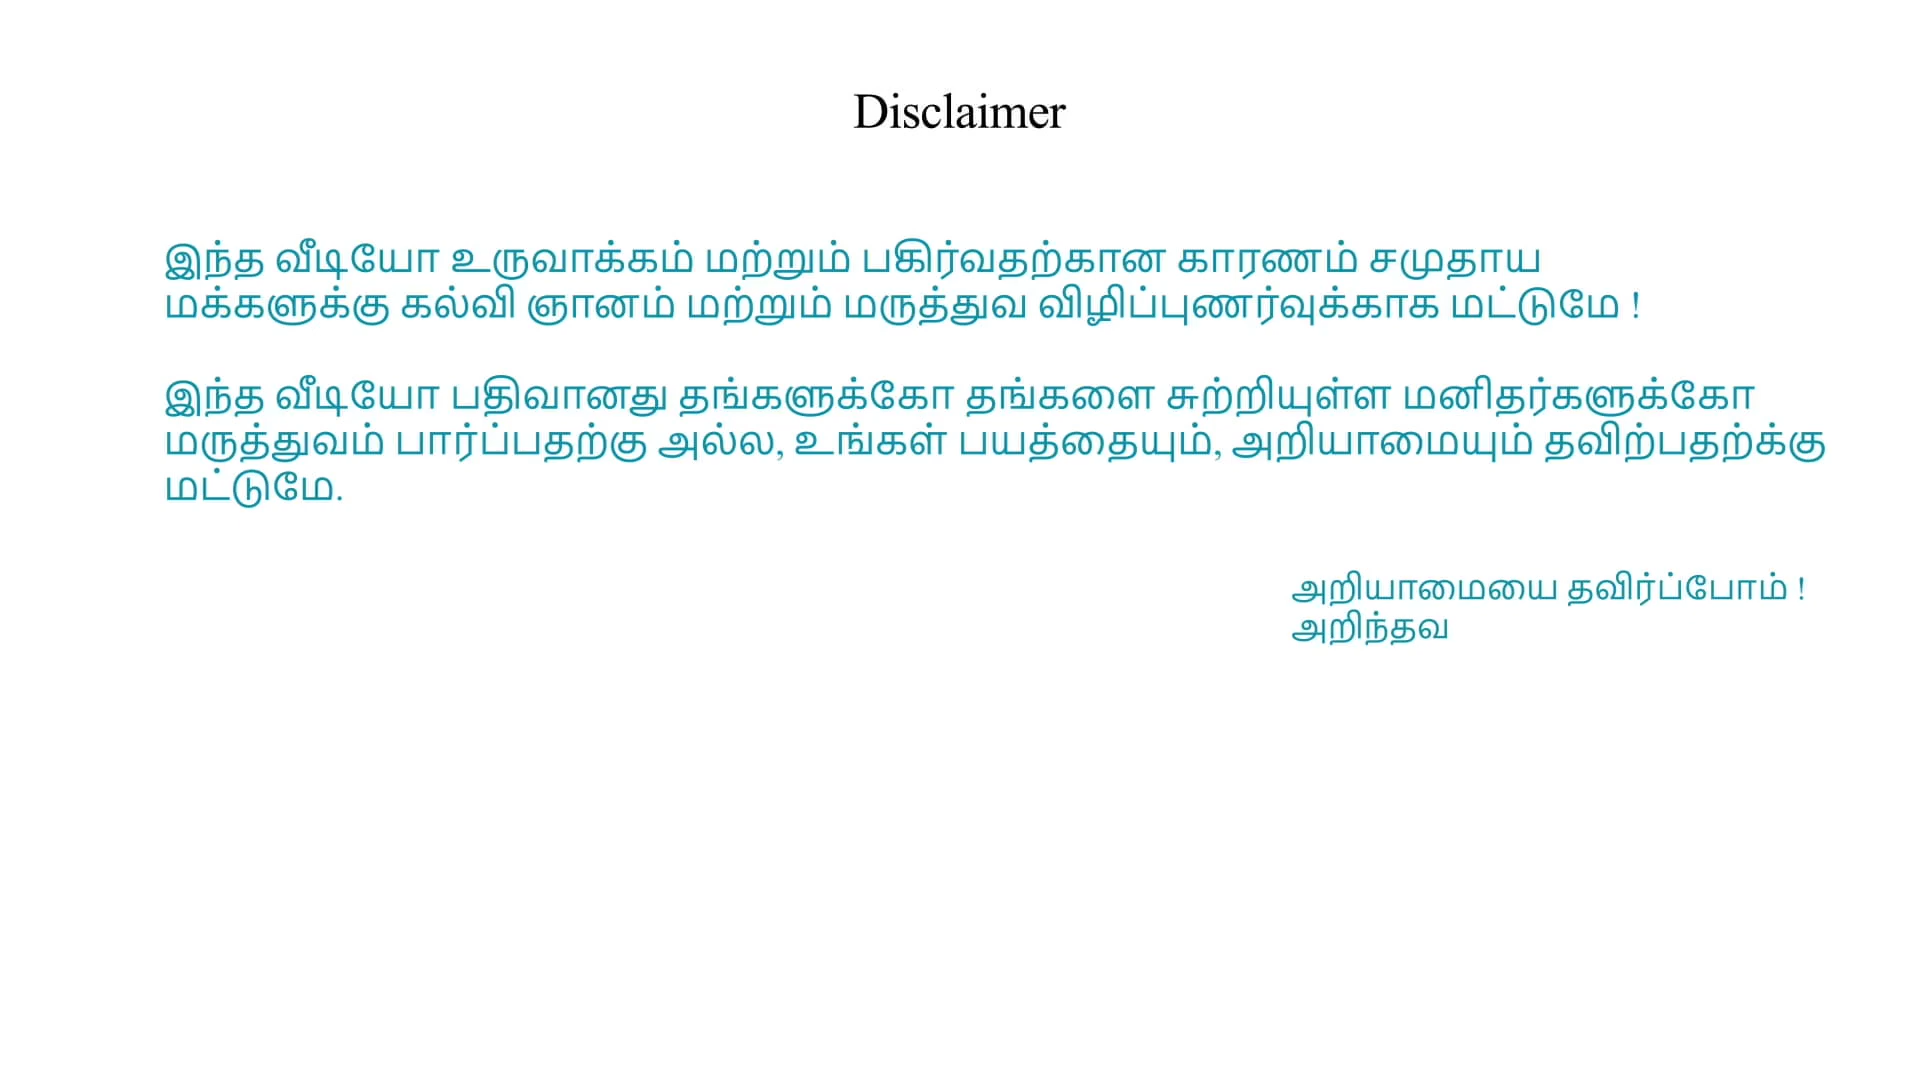 Disclaimer
இந்த வீடியோ உருவாக்கம் மற்றும் பகிர்வதற்கான காரணம் சமுதாய
மக்களுக்கு கல்வி ஞானம் மற்றும் மருத்துவ விழிப்புணர்வுக்காக மட்டுமே !
இந்த வீடியோ பதிவானது தங்களுக்கோ தங்களை சுற்றியுள்ள மனிதர்களுக்கோ
மருத்துவம் பார்ப்பதற்கு அல்ல, உங்கள் பயத்தையும், அறியாமையும் தவிற்பதற்க்கு
மட்டுமே.
அறியாமையை தவிர்ப்போம் !
அறிந்தவ